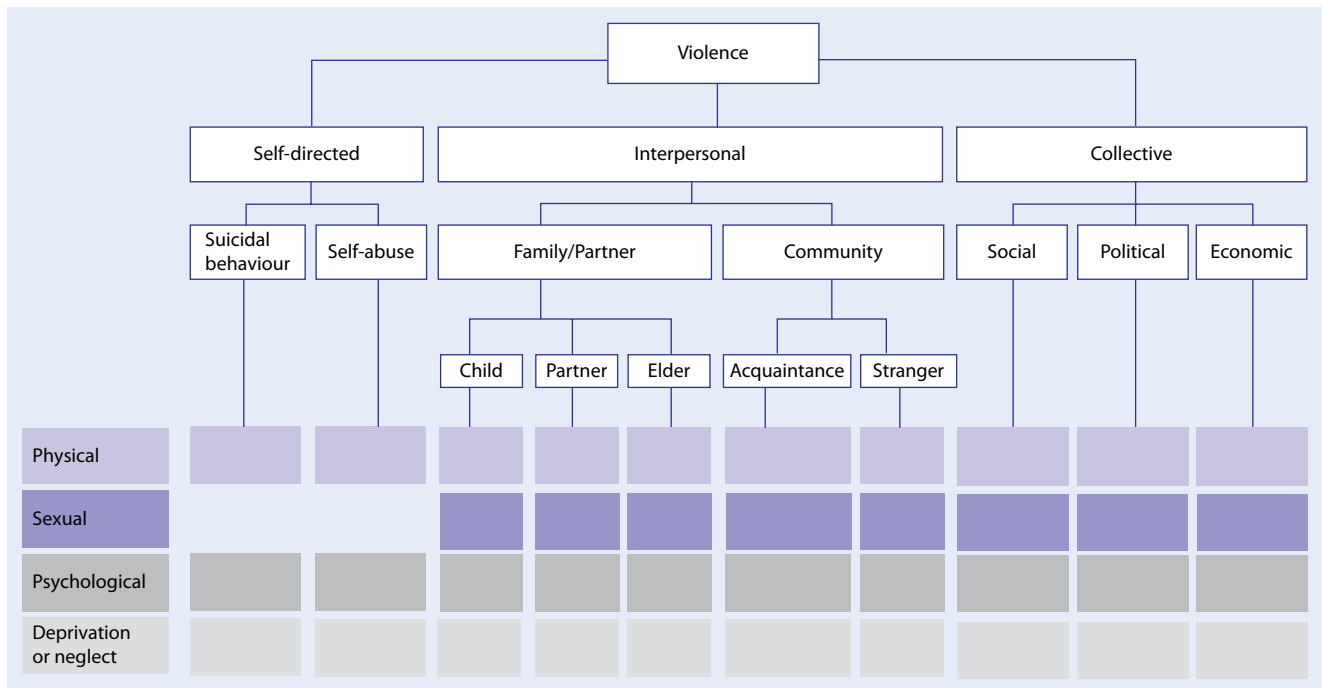 Violence
Self-directed
Interpersonal
Collective
Suicidal
behaviour
Self-abuse
Family/Partner
Community
Social
Political
Economic
Child
Partner
Elder
Acquaintance
Stranger
Physical
Sexual
Psychological
Deprivation
or neglect